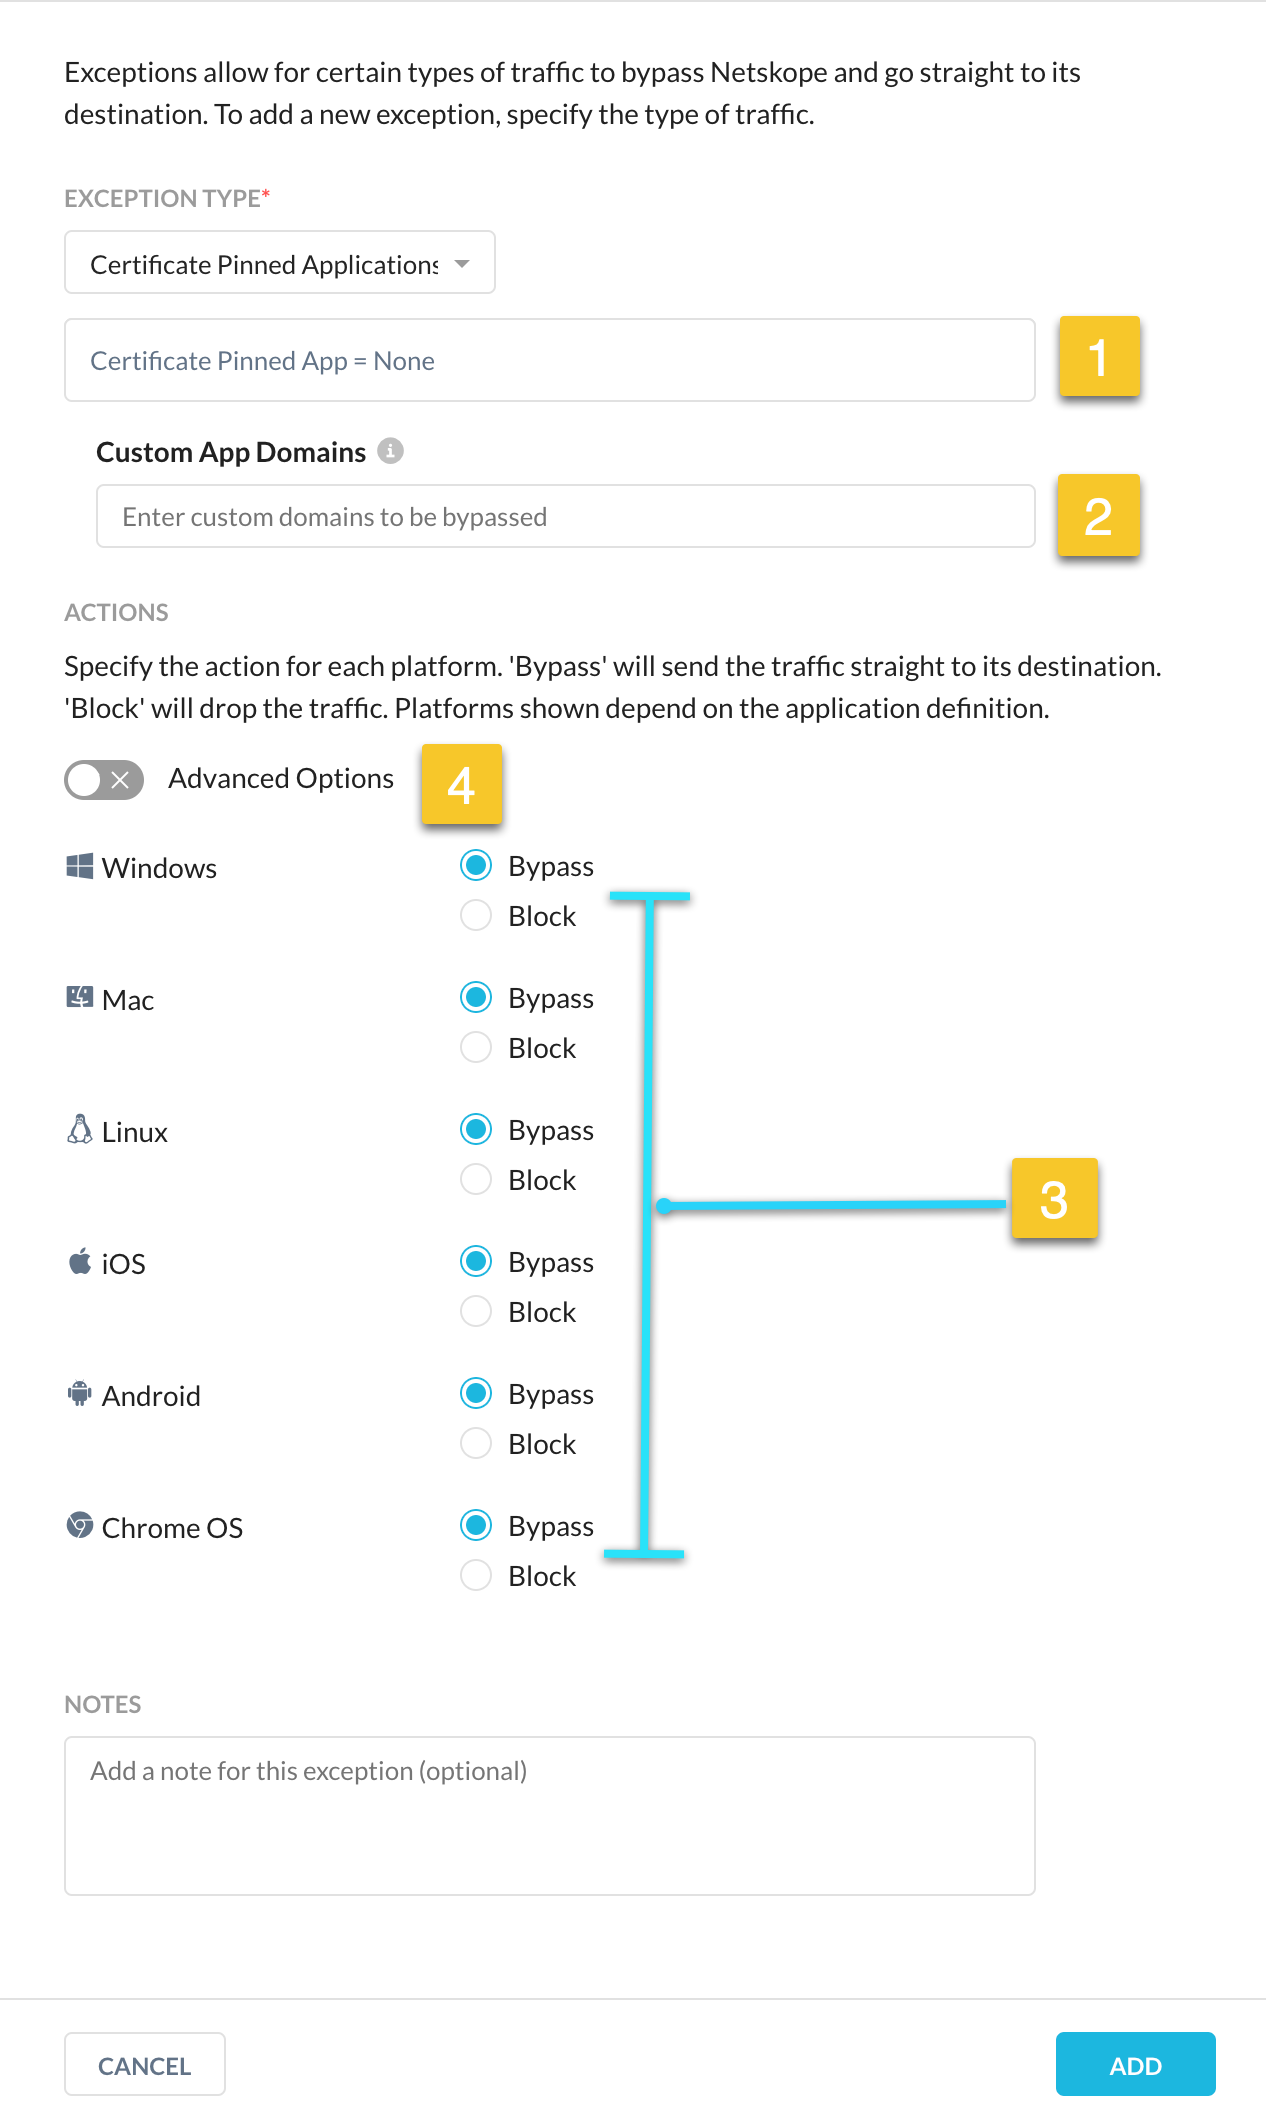 Exceptions allow for certain types of traffic to bypass Netskope and go straight to its
destination. To add a new exception, specify the type of traffic.
EXCEPTION TYPE*
Certificate Pinned Applications
Certificate Pinned App = None
1
Custom App Domains
Enter custom domains to be bypassed
2
ACTIONS
Specify the action for each platform. 'Bypass' will send the traffic straight to its destination.
'Block' will drop the traffic. Platforms shown depend on the application definition.
Advanced Options
4
Windows
Bypass
Block
Mac
Bypass
Block
Linux
Bypass
Block
3
iOS
Bypass
Block
Android
Bypass
Block
Chrome OS
Bypass
Block
NOTES
Add a note for this exception (optional)
CANCEL
ADD